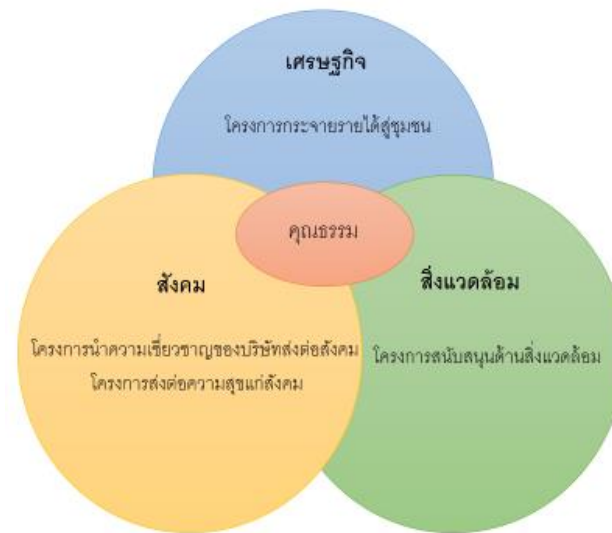 เศรษฐกิจ
โครงการกระจายรายได้สู่ชุมชน
คุณธรรม
สังคม
โครงการนำความเชี่ยวชาญของบริษัทส่งต่อสังคม
โครงการส่งต่อความสุขแก่สังคม
สิ่งแวดล้อม
โครงการสนับสนุนด้านสิ่งแวดล้อม